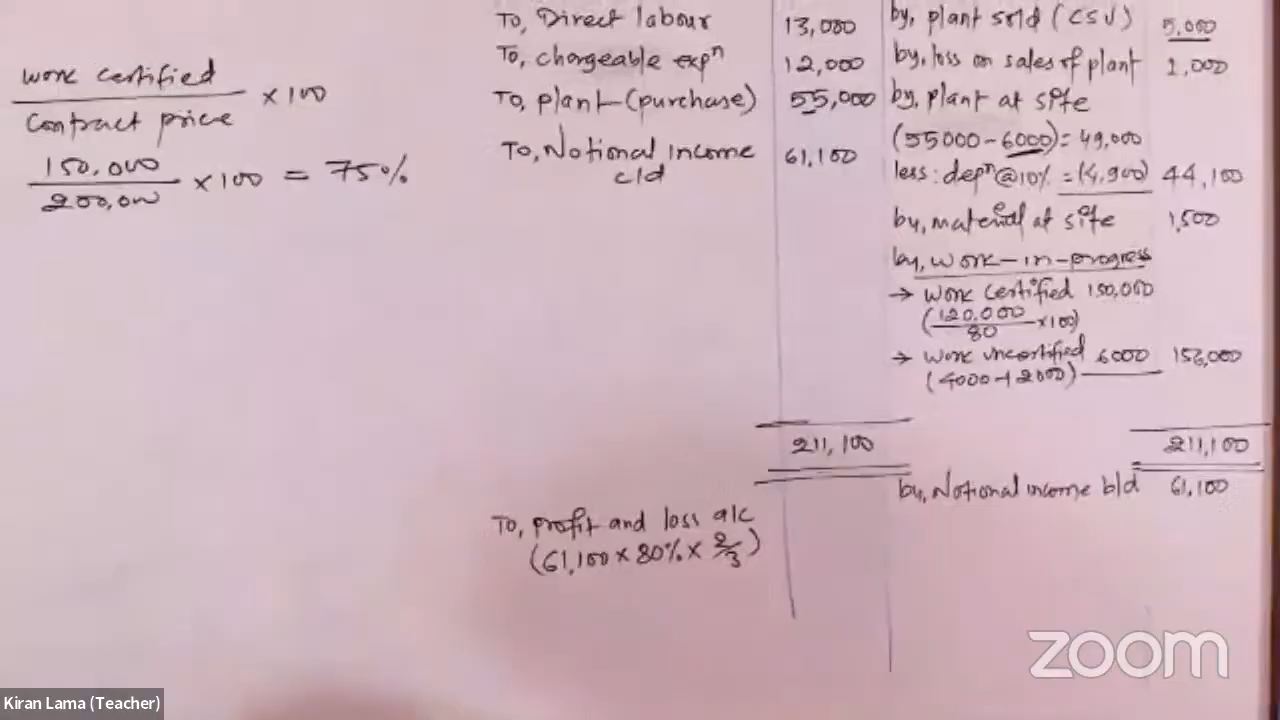 work certified
contract price
× 100
150,000
200,000
× 100 = 75%
To, Direct labour 13,000
To, chargeable expⁿ 12,000
To, plant (purchase) 55,000
To, Notional income 61,100
c/d
211,100
To, profit and loss a/c
(61,100 × 80% × 2/3)
by, plant sold (CSV) 5,000
by, loss on sales of plant 1,000
by, plant at site
(55000 - 6000) = 49,000
less: depⁿ @ 10% = (4,900) 44,100
by, material at site 1,500
by, work-in-progress
→ work certified 150,000
(120,000/80 × 100)
→ work uncertified 6000 156,000
(4000 + 2000)
211,100
by, Notional income b/d 61,100
zoom
Kiran Lama (Teacher)